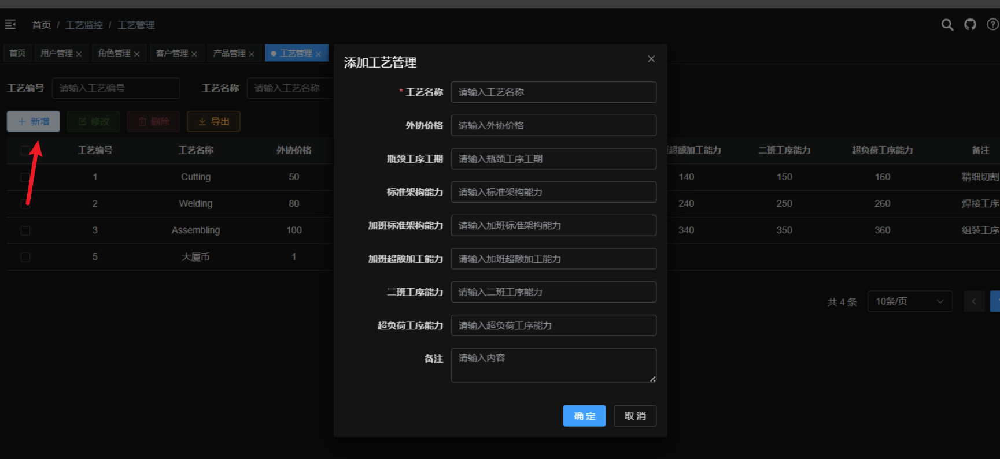 首页 / 工艺监控 / 工艺管理
首页 用户管理 × 角色管理 × 客户管理 × 产品管理 × 工艺管理 ×
工艺编号 请输入工艺编号 工艺名称 请输入工艺名称
+ 新增 修改 删除 导出
工艺编号 工艺名称 外协价格 超额加工能力 二班工序能力 超负荷工序能力 备注
1 Cutting 50 140 150 160 精细切割
2 Welding 80 240 250 260 焊接工序
3 Assembling 100 340 350 360 组装工序
5 大厦币 1
共 4 条 10条/页
添加工艺管理
* 工艺名称 请输入工艺名称
外协价格 请输入外协价格
瓶颈工序工期 请输入瓶颈工序工期
标准架构能力 请输入标准架构能力
加班标准架构能力 请输入加班标准架构能力
加班超额加工能力 请输入加班超额加工能力
二班工序能力 请输入二班工序能力
超负荷工序能力 请输入超负荷工序能力
备注 请输入内容
确 定 取 消